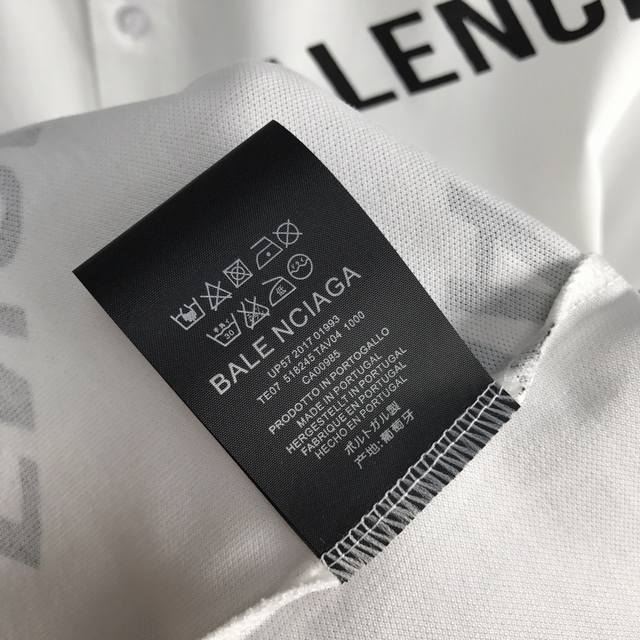 LENC
30
BALE NCIAGA
UP57 2017 01993
TE07 518245 TAV04 1000
CA00985
PRODOTTO IN PORTOGALLO
MADE IN PORTUGAL
HERGESTELLT IN PORTUGAL
FABRIQUE EN PORTUGAL
HECHO EN PORTUGAL
ポルトガル製
产地:葡萄牙